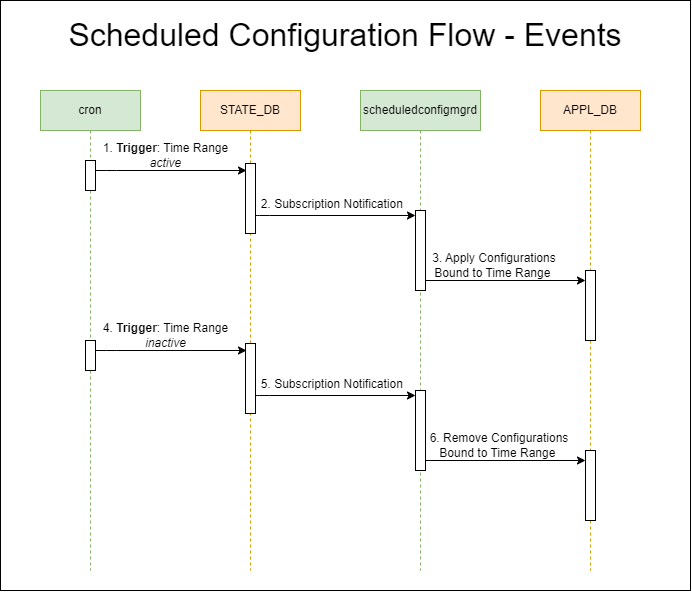 Scheduled Configuration Flow - Events
cron
STATE_DB
scheduledconfigmgrd
APPL_DB
1. Trigger: Time Range
active
2. Subscription Notification
3. Apply Configurations
Bound to Time Range
4. Trigger: Time Range
inactive
5. Subscription Notification
6. Remove Configurations
Bound to Time Range